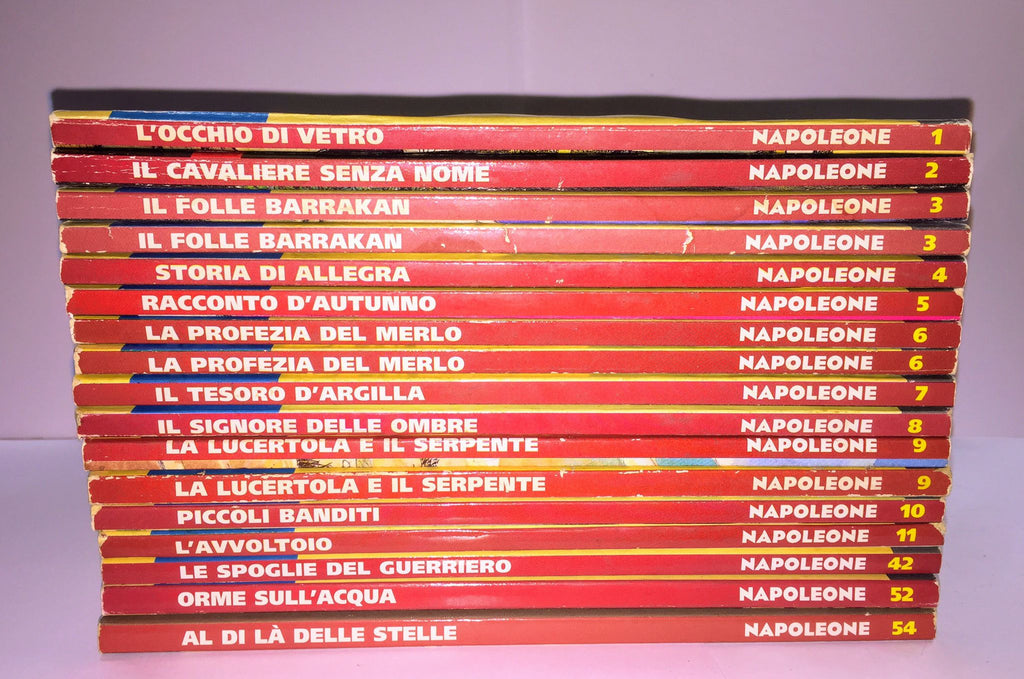 L'OCCHIO DI VETRO NAPOLEONE 1
IL CAVALIERE SENZA NOME NAPOLEONE 2
IL FOLLE BARRAKAN NAPOLEONE 3
IL FOLLE BARRAKAN NAPOLEONE 3
STORIA DI ALLEGRA NAPOLEONE 4
RACCONTO D'AUTUNNO NAPOLEONE 5
LA PROFEZIA DEL MERLO NAPOLEONE 6
LA PROFEZIA DEL MERLO NAPOLEONE 6
IL TESORO D'ARGILLA NAPOLEONE 7
IL SIGNORE DELLE OMBRE NAPOLEONE 8
LA LUCERTOLA E IL SERPENTE NAPOLEONE 9
LA LUCERTOLA E IL SERPENTE NAPOLEONE 9
PICCOLI BANDITI NAPOLEONE 10
L'AVVOLTOIO NAPOLEONE 11
LE SPOGLIE DEL GUERRIERO NAPOLEONE 42
ORME SULL'ACQUA NAPOLEONE 52
AL DI LÀ DELLE STELLE NAPOLEONE 54